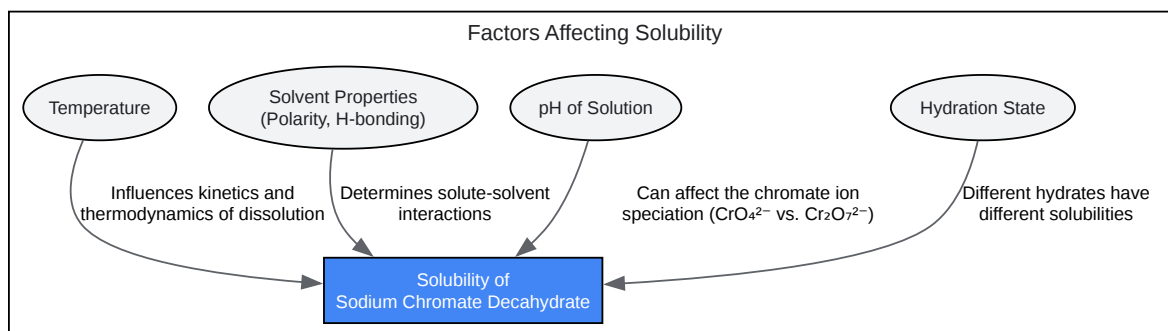 Factors Affecting Solubility
Temperature
Solvent Properties
(Polarity, H-bonding)
pH of Solution
Hydration State
Influences kinetics and
thermodynamics of dissolution
Determines solute-solvent
interactions
Can affect the chromate ion
speciation (CrO₄²⁻ vs. Cr₂O₇²⁻)
Different hydrates have
different solubilities
Solubility of
Sodium Chromate Decahydrate